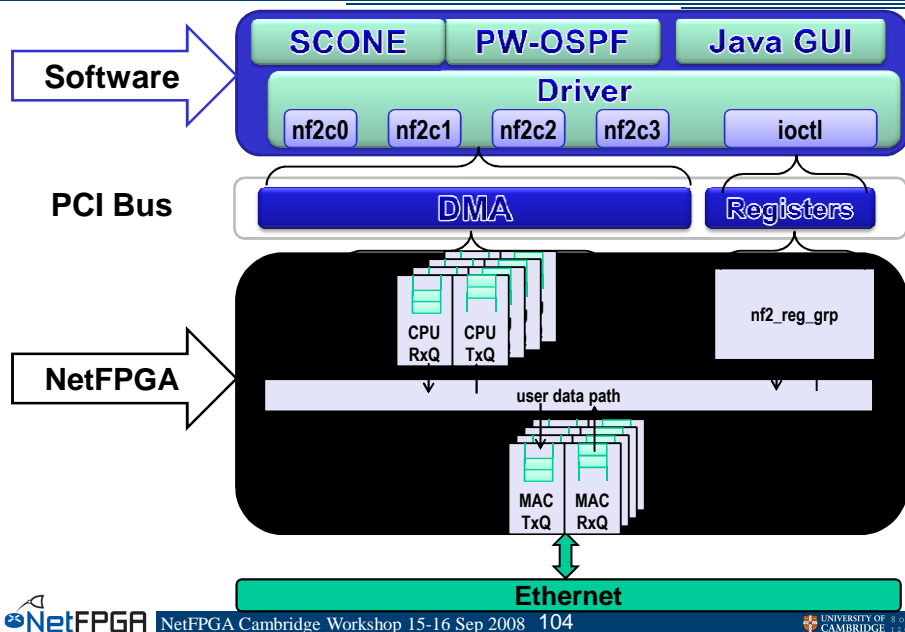 SCONE
PW-OSPF
Java GUI
Software
Driver
nf2c0
nf2c1
nf2c2
nf2c3
ioctl
PCI Bus
DMA
Registers
CPU
RxQ
CPU
TxQ
nf2_reg_grp
NetFPGA
user data path
MAC
TxQ
MAC
RxQ
Ethernet
NetFPGA
NetFPGA Cambridge Workshop 15-16 Sep 2008 104
UNIVERSITY OF
CAMBRIDGE